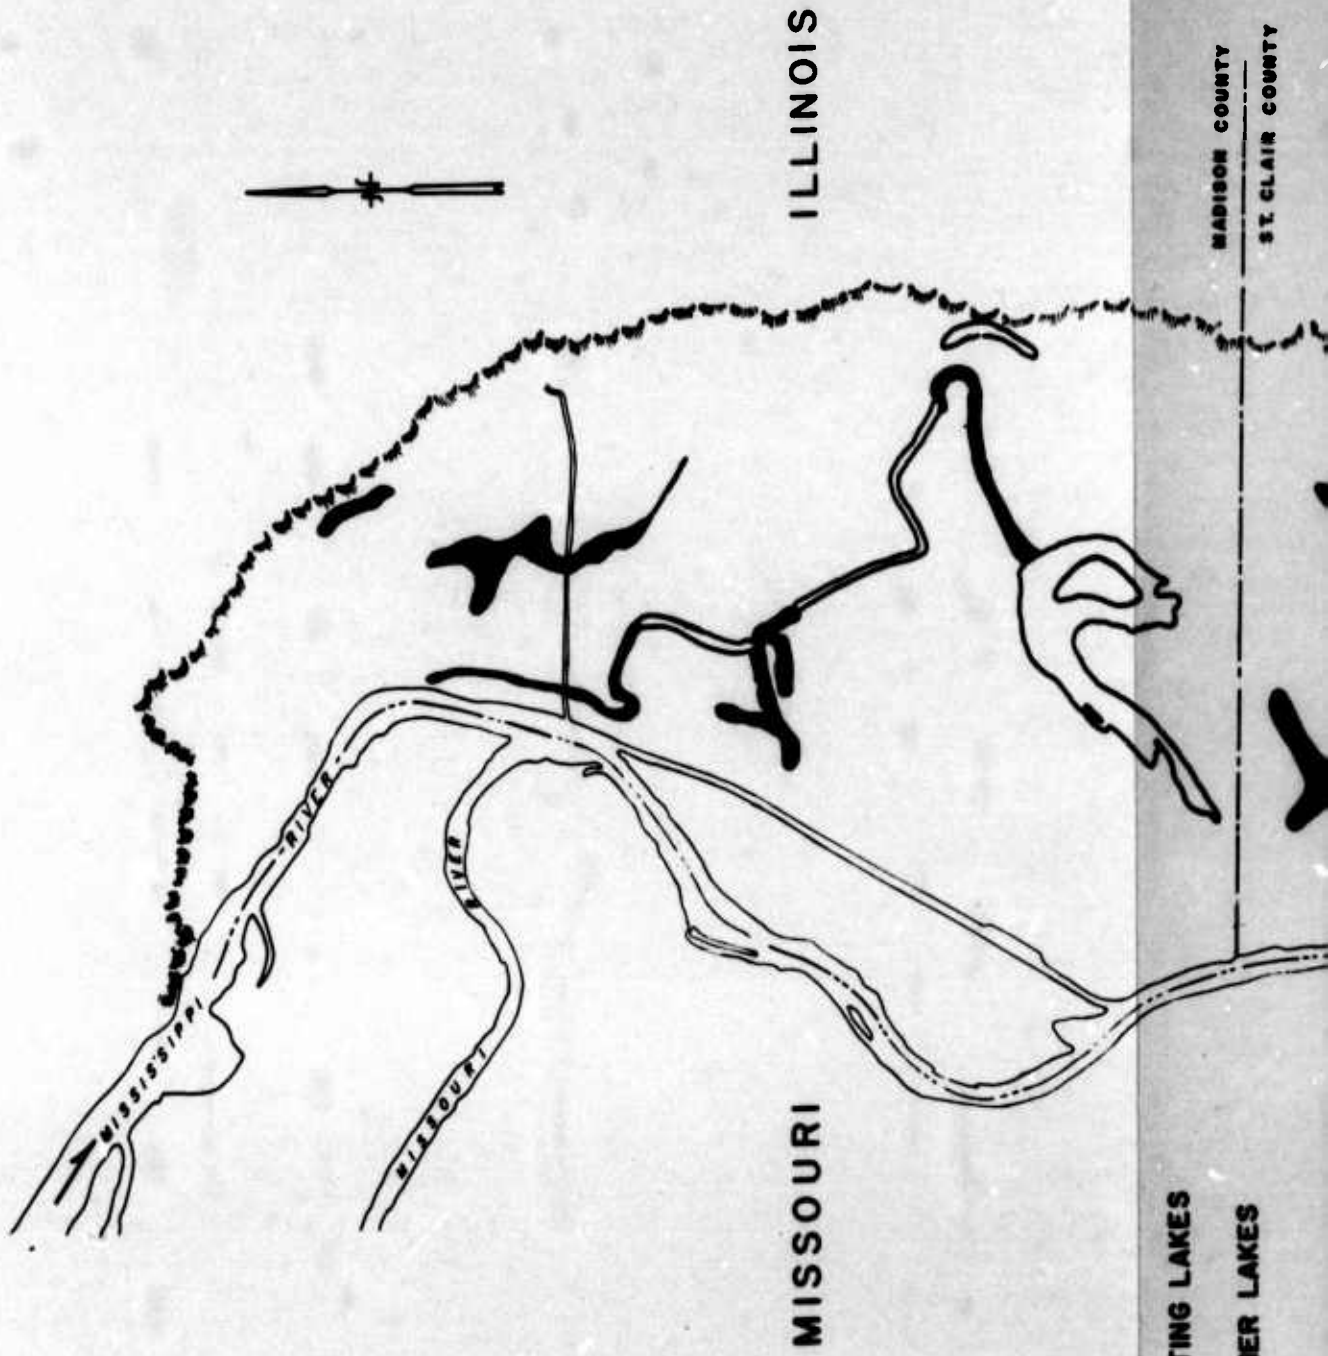 ILLINOIS
MADISON COUNTY
ST. CLAIR COUNTY
MISSISSIPPI RIVER
MISSOURI RIVER
MISSOURI
TING LAKES
ER LAKES